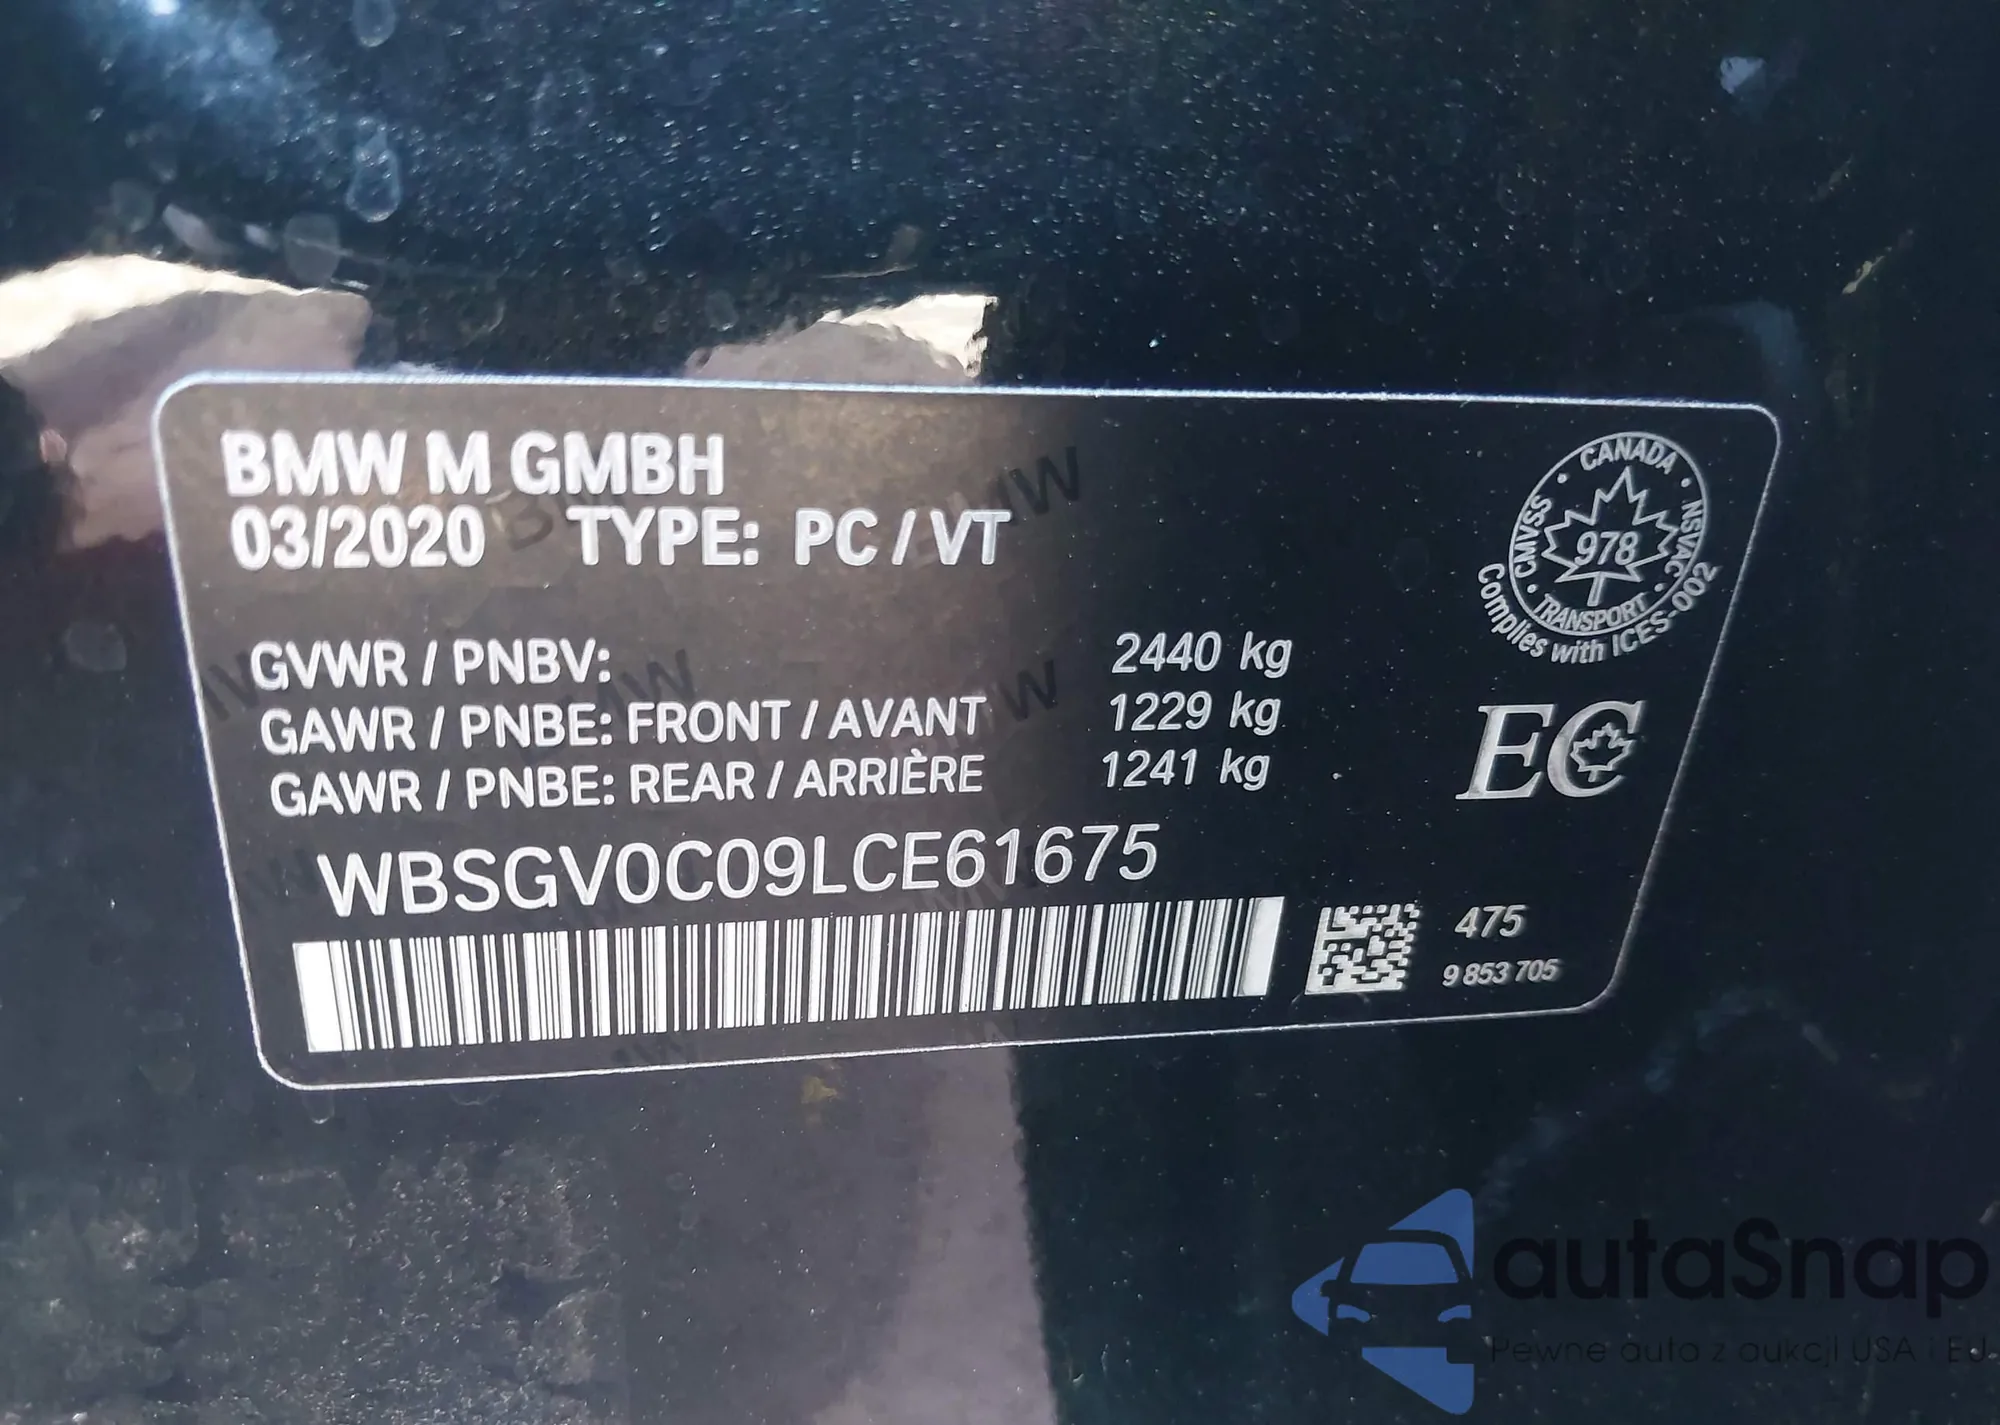 BMW M GMBH
03/2020 TYPE: PC / VT
GVWR / PNBV: 2440 kg
GAWR / PNBE: FRONT / AVANT 1229 kg
GAWR / PNBE: REAR / ARRIÈRE 1241 kg
WBSGV0C09LCE61675
475
9 853 705
CANADA
CMVSS
NSVAC
978
TRANSPORT
Complies with ICES-002
EC
autaSnap
Pewne auta z aukcji USA i EU